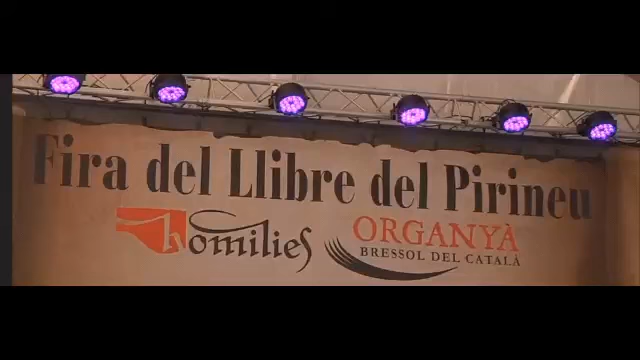 Fira del Llibre del Pirineu
homilies
ORGANYÀ
BRESSOL DEL CATALÀ